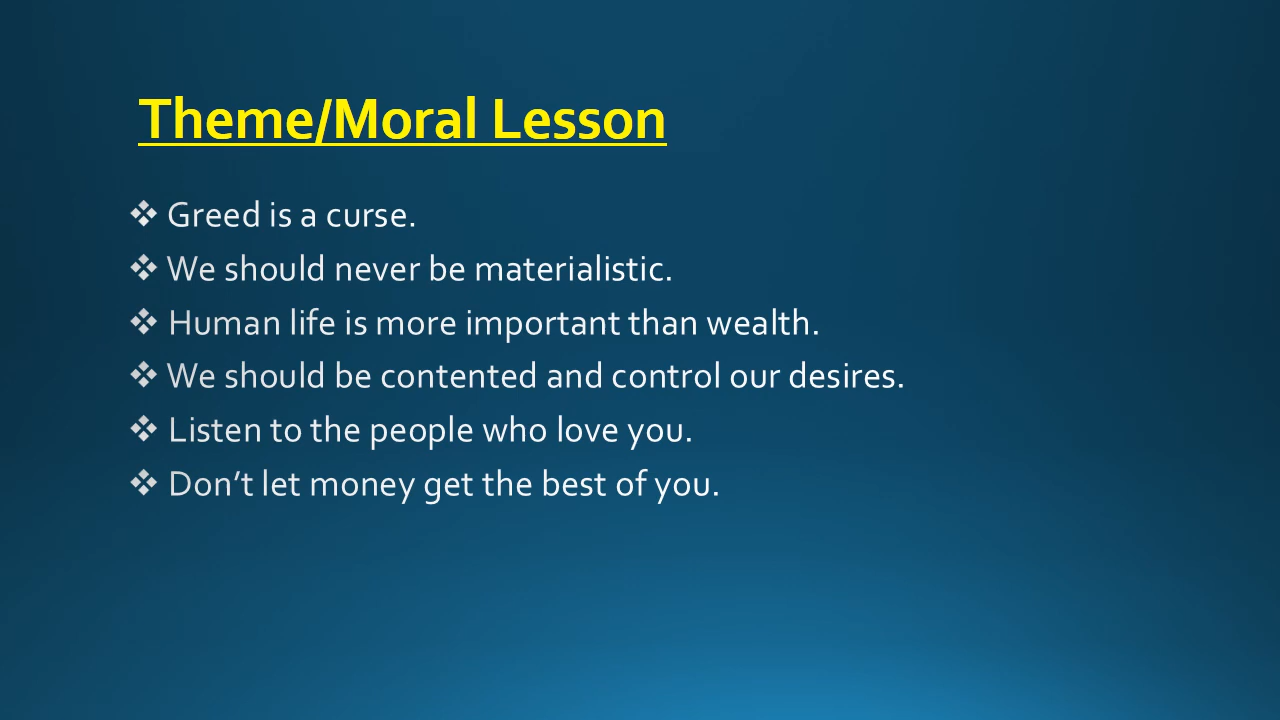 Theme/Moral Lesson
❖ Greed is a curse.
❖ We should never be materialistic.
❖ Human life is more important than wealth.
❖ We should be contented and control our desires.
❖ Listen to the people who love you.
❖ Don’t let money get the best of you.